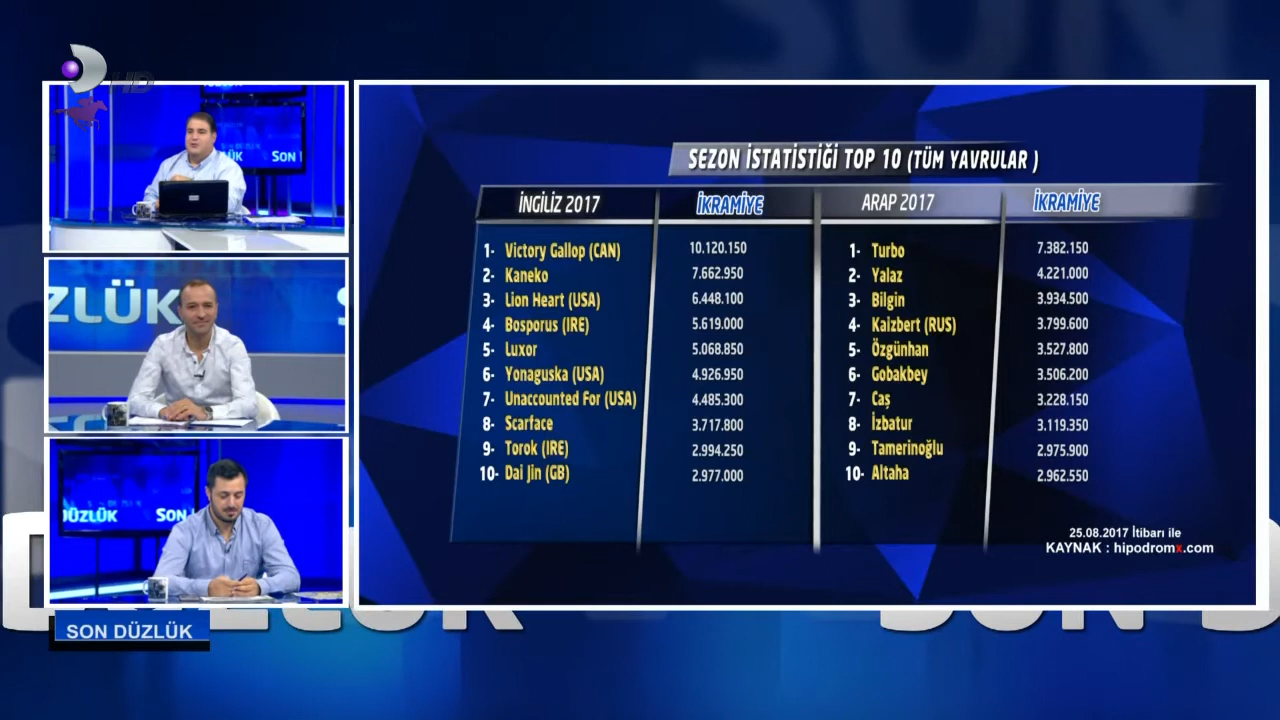 SON
HD
SON
ZLÜK
DÜZLÜK
SON
SEZON İSTATİSTİĞİ TOP 10 (TÜM YAVRULAR )
İNGİLİZ 2017 İKRAMİYE ARAP 2017 İKRAMİYE
1- Victory Gallop (CAN) 10.120.150 1- Turbo 7.382.150
2- Kaneko 7.662.950 2- Yalaz 4.221.000
3- Lion Heart (USA) 6.448.100 3- Bilgin 3.934.500
4- Bosporus (IRE) 5.619.000 4- Kalzbert (RUS) 3.799.600
5- Luxor 5.068.850 5- Özgünhan 3.527.800
6- Yonaguska (USA) 4.926.950 6- Gobakbey 3.506.200
7- Unaccounted For (USA) 4.485.300 7- Caş 3.228.150
8- Scarface 3.717.800 8- İzbatur 3.119.350
9- Torok (IRE) 2.994.250 9- Tamerinoğlu 2.975.900
10- Dai Jin (GB) 2.977.000 10- Altaha 2.962.550
25.08.2017 İtibarı ile
KAYNAK : hipodromx.com
SON DÜZLÜK